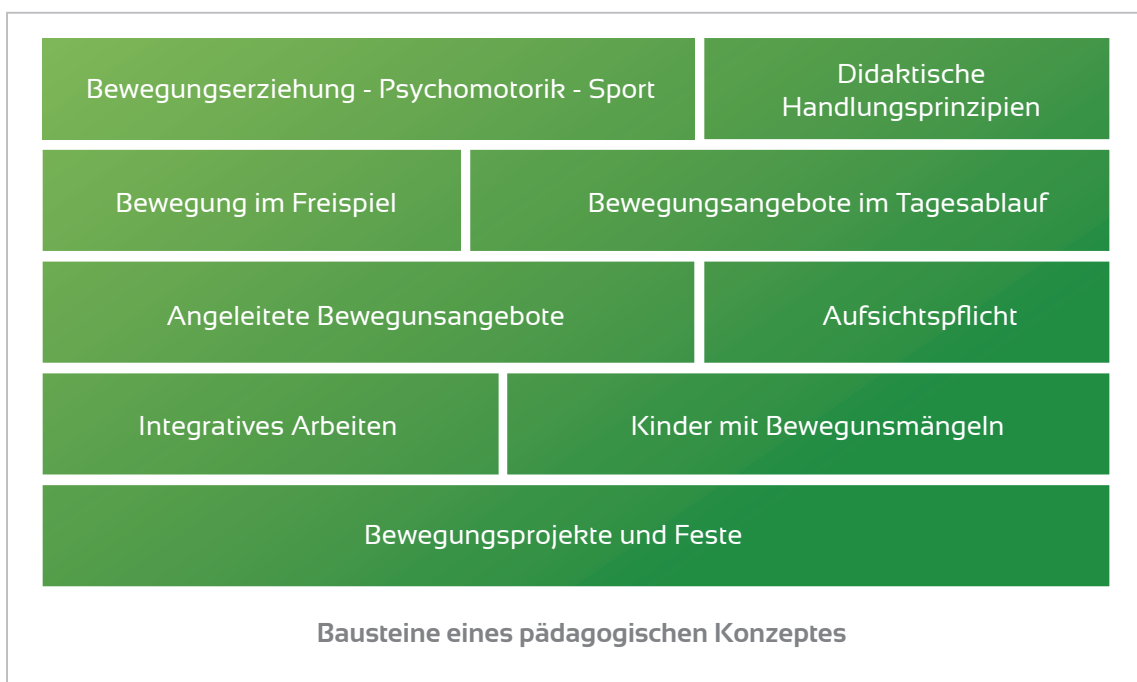 Bewegungserziehung - Psychomotorik - Sport
Didaktische
Handlungsprinzipien
Bewegung im Freispiel
Bewegungsangebote im Tagesablauf
Angeleitete Bewegunsangebote
Aufsichtspflicht
Integratives Arbeiten
Kinder mit Bewegunsmängeln
Bewegungsprojekte und Feste
Bausteine eines pädagogischen Konzeptes